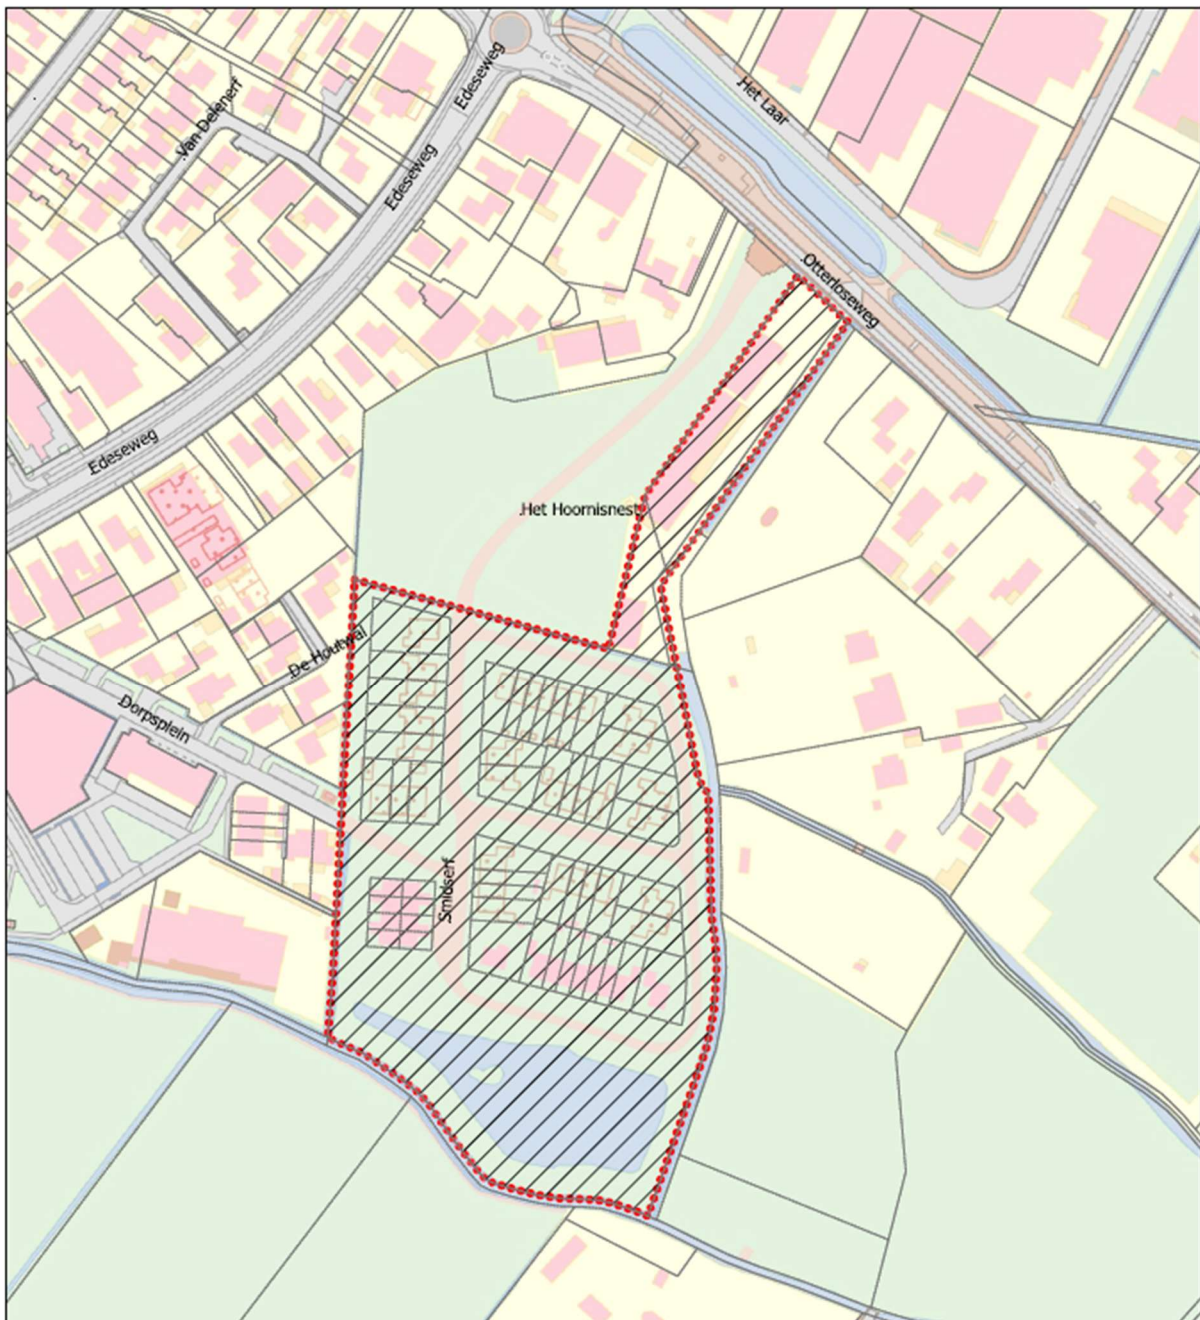 Edeseweg
Het Laar
Van Delenerf
Edeseweg
.Otterloseweg
Edeseweg
.Het Hoornisnest
De Houtwal
Dorpsplein
Smidserf